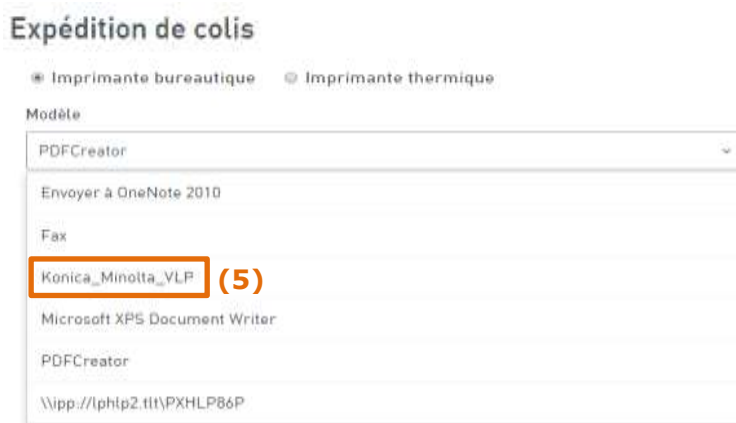 Expédition de colis
Imprimante bureautique Imprimante thermique
Modèle
PDFCreator
Envoyer à OneNote 2010
Fax
Konica_Minolta_VLP (5)
Microsoft XPS Document Writer
PDFCreator
\\ipp://lphlp2.tlt\PXHLP86P